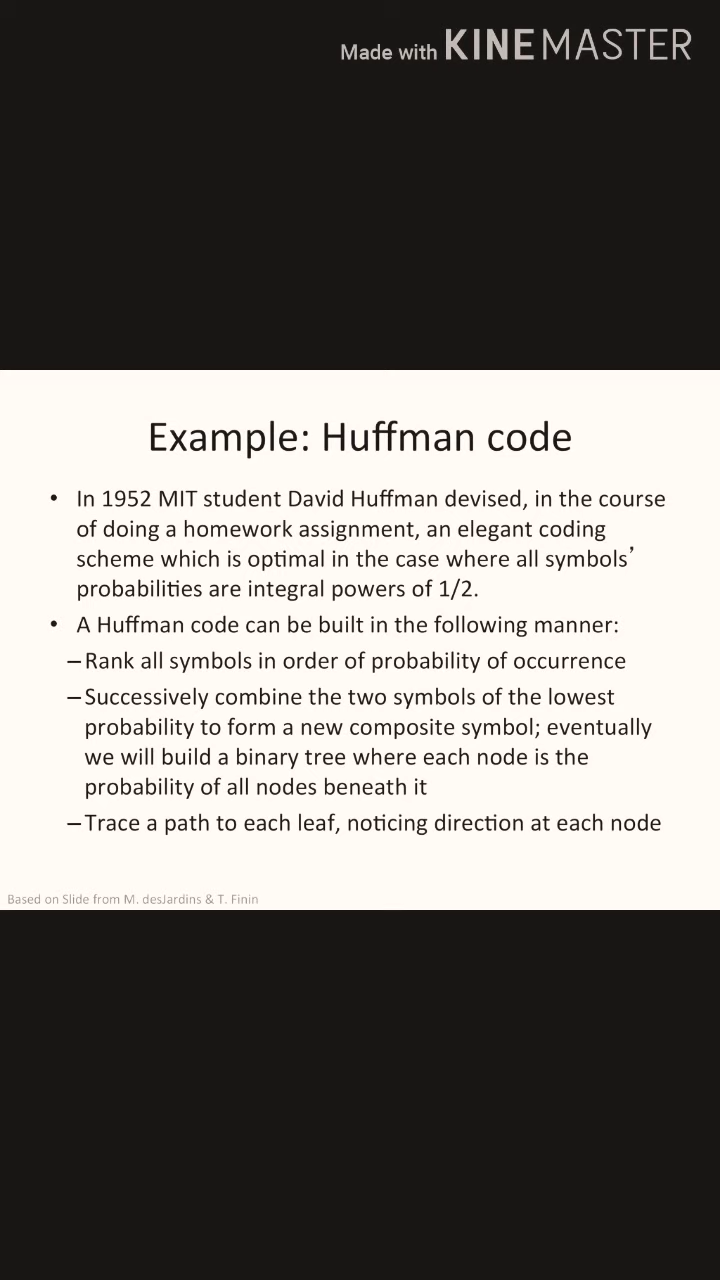 Made with KINEMASTER
Example: Huffman code
• In 1952 MIT student David Huffman devised, in the course
of doing a homework assignment, an elegant coding
scheme which is optimal in the case where all symbols’
probabilities are integral powers of 1/2.
• A Huffman code can be built in the following manner:
–Rank all symbols in order of probability of occurrence
–Successively combine the two symbols of the lowest
probability to form a new composite symbol; eventually
we will build a binary tree where each node is the
probability of all nodes beneath it
–Trace a path to each leaf, noticing direction at each node
Based on Slide from M. desJardins & T. Finin